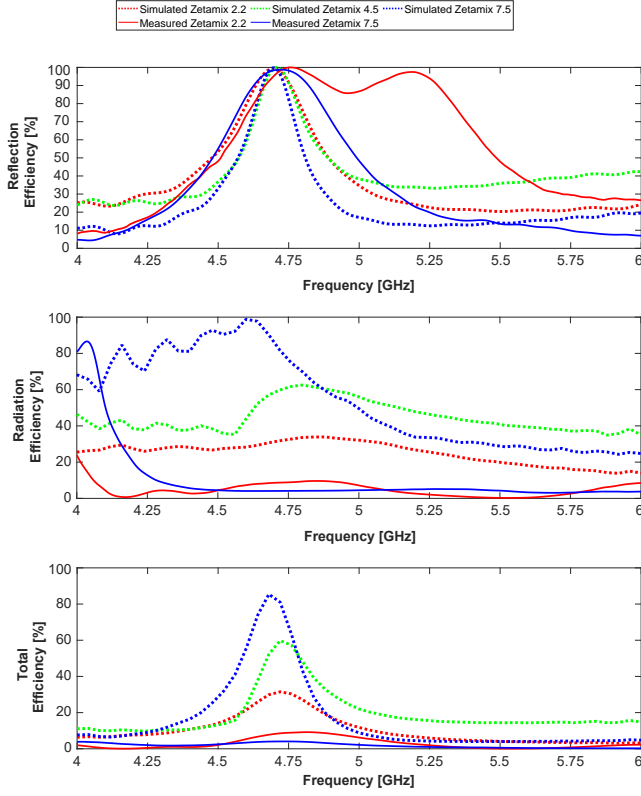 Simulated Zetamix 2.2 Simulated Zetamix 4.5 Simulated Zetamix 7.5
Measured Zetamix 2.2 Measured Zetamix 7.5
Reflection
Efficiency [%]
100
90
80
70
60
50
40
30
20
10
0
4 4.25 4.5 4.75 5 5.25 5.5 5.75 6
Frequency [GHz]
Radiation
Efficiency [%]
100
80
60
40
20
0
4 4.25 4.5 4.75 5 5.25 5.5 5.75 6
Frequency [GHz]
Total
Efficiency [%]
100
80
60
40
20
0
4 4.25 4.5 4.75 5 5.25 5.5 5.75 6
Frequency [GHz]